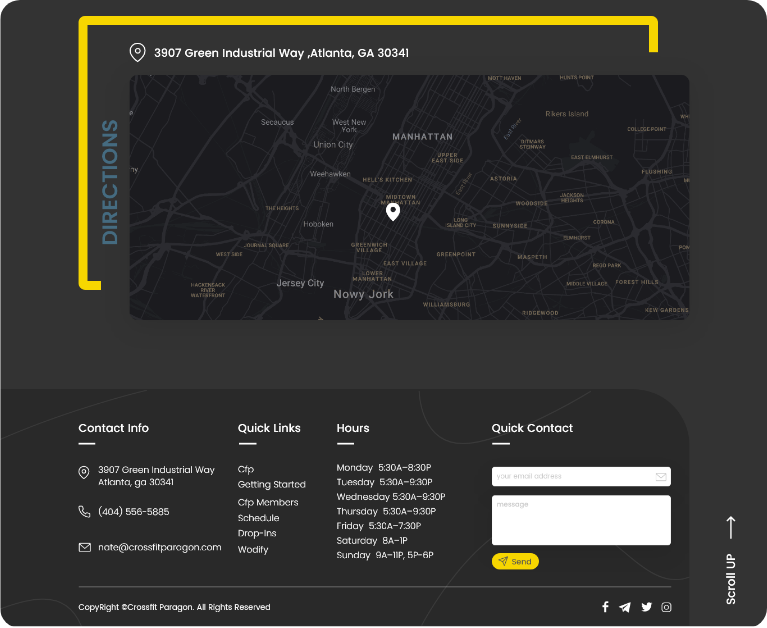 3907 Green Industrial Way ,Atlanta, GA 30341
DIRECTIONS
MOTT HAVEN
HUNTS POINT
North Bergen
Rikers Island
Secaucus
West New
York
MANHATTAN
East River
COLLEGE POINT
Union City
DITMARS
STEINWAY
UPPER
EAST SIDE
EAST ELMHURST
Weehawken
HELL'S KITCHEN
East River
ASTORIA
FLUSHING
MIDTOWN
MANHATTAN
JACKSON
HEIGHTS
WOODSIDE
THE HEIGHTS
Hoboken
LONG
ISLAND CITY
SUNNYSIDE
CORONA
ELMHURST
JOURNAL SQUARE
GREENWICH
VILLAGE
WEST SIDE
GREENPOINT
MASPETH
EAST VILLAGE
REGO PARK
LOWER
MANHATTAN
Jersey City
MIDDLE VILLAGE
FOREST HILLS
HACKENSACK
RIVER
WATERFRONT
Nowy Jork
WILLIAMSBURG
RIDGEWOOD
KEW GARDENS
Contact Info
3907 Green Industrial Way
Atlanta, ga 30341
(404) 556-5885
nate@crossfitparagon.com
Quick Links
Cfp
Getting Started
Cfp Members
Schedule
Drop-Ins
Wodify
Hours
Monday 5:30A–8:30P
Tuesday 5:30A–9:30P
Wednesday 5:30A–9:30P
Thursday 5:30A–9:30P
Friday 5:30A–7:30P
Saturday 8A–1P
Sunday 9A–11P, 5P-6P
Quick Contact
your email address
message
Send
Scroll UP
CopyRight ©Crossfit Paragon. All Rights Reserved